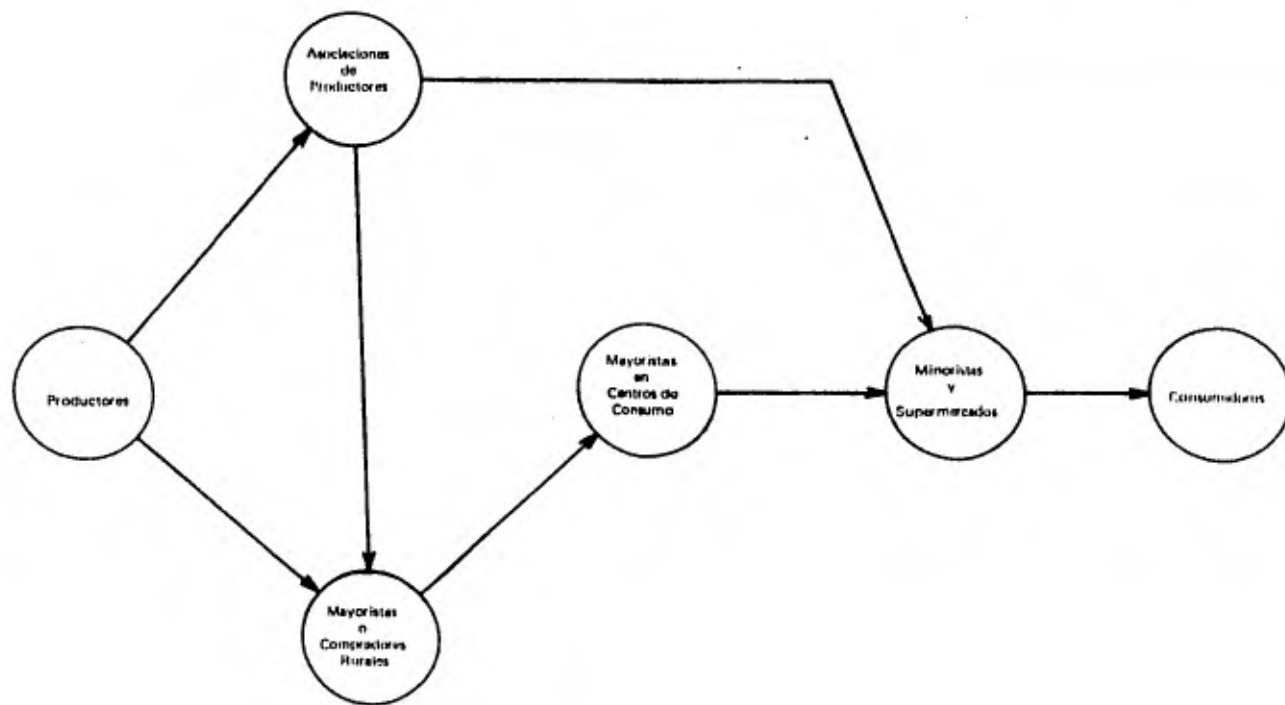 Asociaciones
de
Productores
Productores
Mayoristas
en
Centros de
Consumo
Minoristas
y
Supermercados
Consumidores
Mayoristas
o
Compradores
Rurales